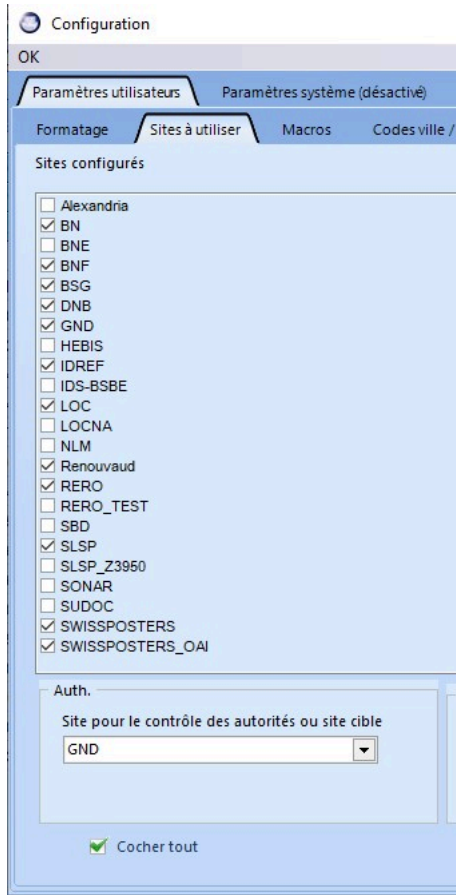 Configuration
OK
Paramètres utilisateurs Paramètres système (désactivé)
Formatage Sites à utiliser Macros Codes ville /
Sites configurés
Alexandria
BN
BNE
BNF
BSG
DNB
GND
HEBIS
IDREF
IDS-BSBE
LOC
LOCNA
NLM
Renouvaud
RERO
RERO_TEST
SBD
SLSP
SLSP_Z3950
SONAR
SUDOC
SWISSPOSTERS
SWISSPOSTERS_OAI
Auth.
Site pour le contrôle des autorités ou site cible
GND
Cocher tout